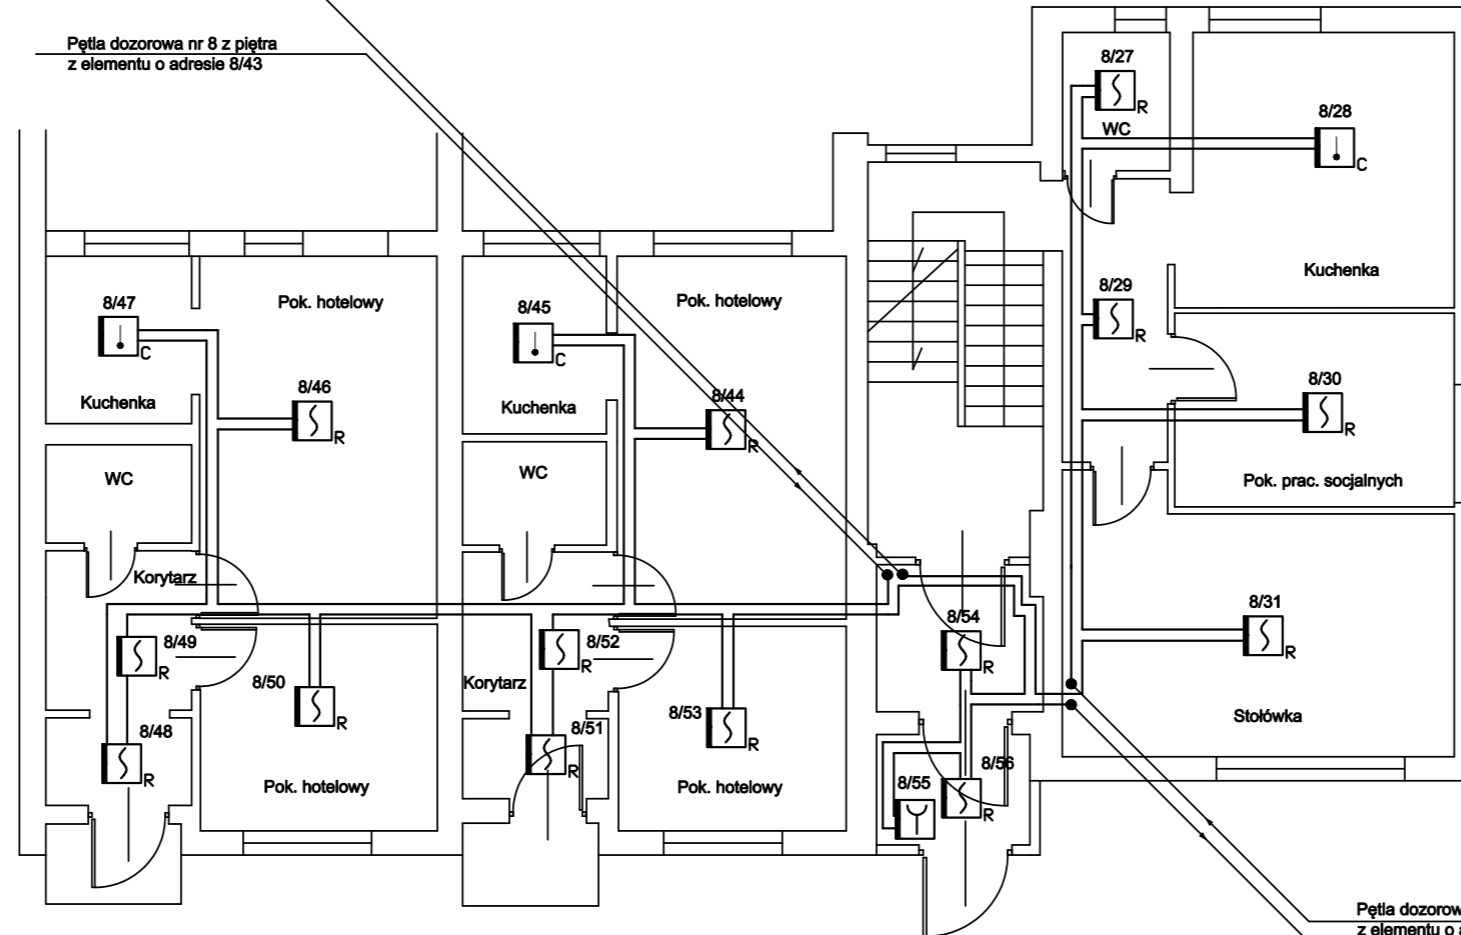 Pętla dozorowa nr 8 z piętra
z elementu o adresie 8/43
8/27
R
WC
8/28
C
Kuchenka
8/29
R
8/30
R
Pok. prac. socjalnych
8/31
R
Stołówka
8/47
C
Kuchenka
Pok. hotelowy
8/46
R
WC
Korytarz
8/49
R
8/48
R
8/50
R
Pok. hotelowy
8/45
C
Kuchenka
Pok. hotelowy
8/44
R
WC
8/52
R
Korytarz
8/51
R
8/53
R
Pok. hotelowy
8/54
R
8/55
8/56
R
Pętla dozorow
z elementu o a